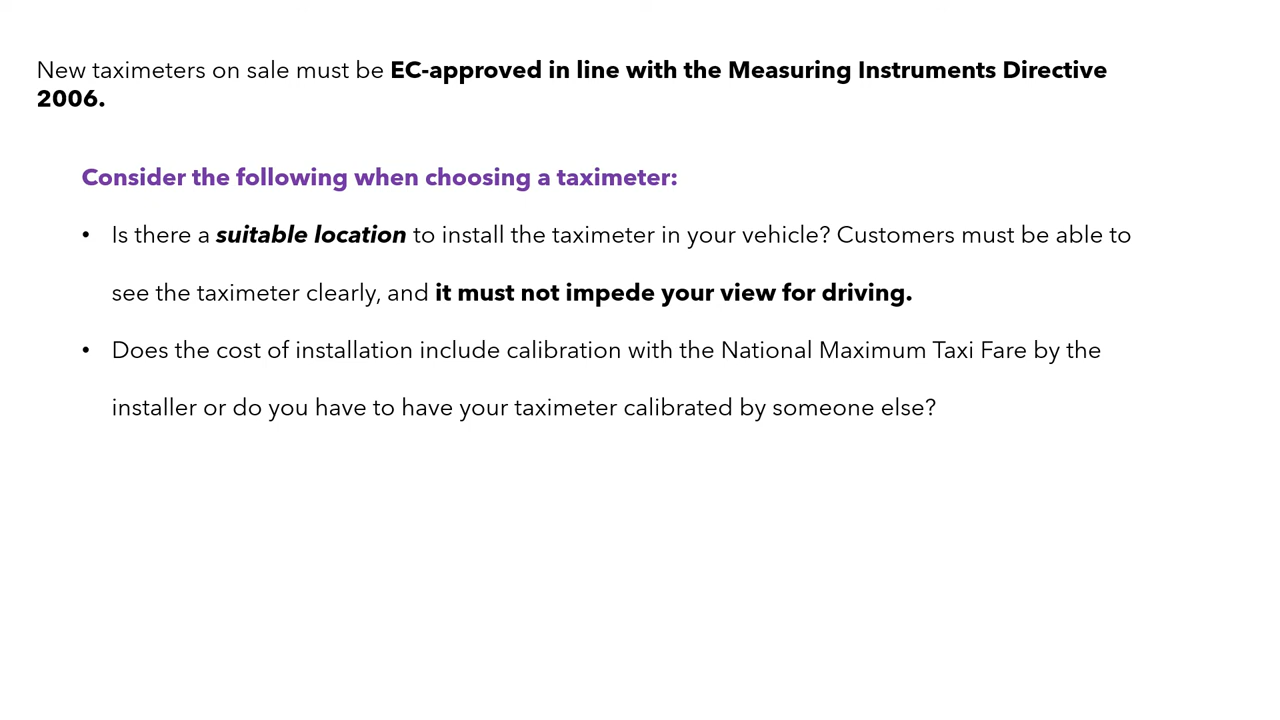 New taximeters on sale must be EC-approved in line with the Measuring Instruments Directive
2006.
Consider the following when choosing a taximeter:
• Is there a suitable location to install the taximeter in your vehicle? Customers must be able to
see the taximeter clearly, and it must not impede your view for driving.
• Does the cost of installation include calibration with the National Maximum Taxi Fare by the
installer or do you have to have your taximeter calibrated by someone else?